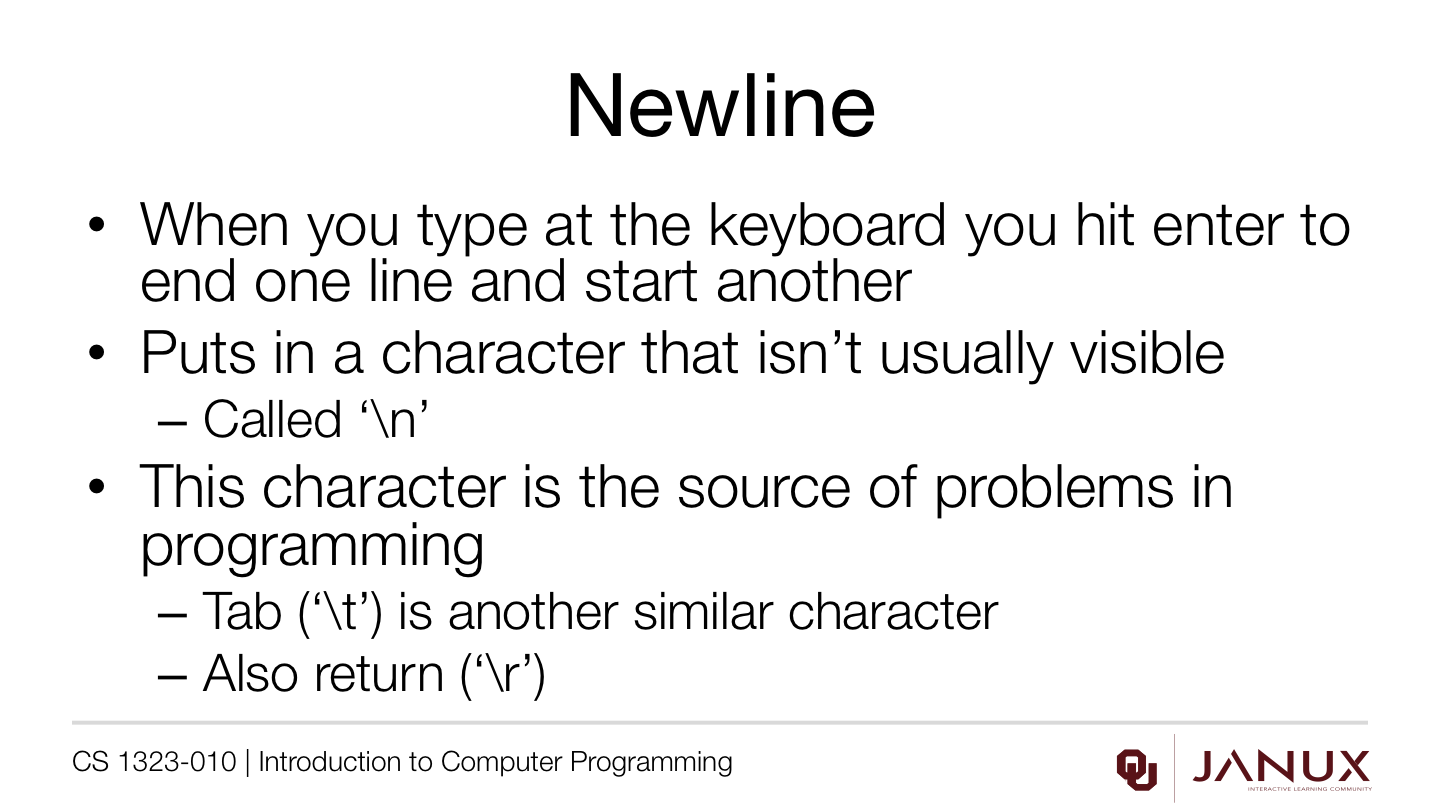 Newline
• When you type at the keyboard you hit enter to
end one line and start another
• Puts in a character that isn’t usually visible
– Called ‘\n’
• This character is the source of problems in
programming
– Tab (‘\t’) is another similar character
– Also return (‘\r’)
CS 1323-010 | Introduction to Computer Programming
OU
JANUX
INTERACTIVE LEARNING COMMUNITY